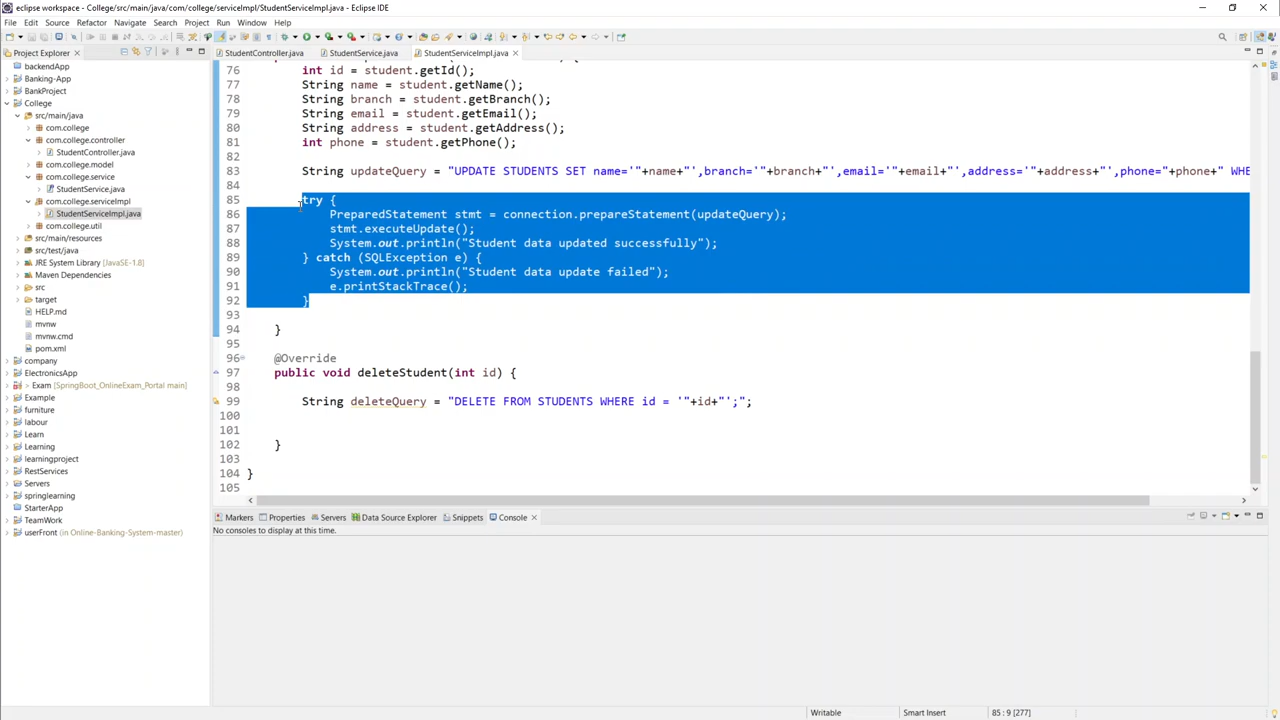 eclipse workspace - College/src/main/java/com/college/serviceImpl/StudentServiceImpl.java - Eclipse IDE
File Edit Source Refactor Navigate Search Project Run Window Help
Project Explorer
StudentController.java StudentService.java StudentServiceImpl.java
backendApp
Banking-App
BankProject
College
src/main/java
com.college
com.college.controller
StudentController.java
com.college.model
com.college.service
StudentService.java
com.college.serviceImpl
StudentServiceImpl.java
com.college.util
src/main/resources
src/test/java
JRE System Library [JavaSE-1.8]
Maven Dependencies
src
target
HELP.md
mvnw
mvnw.cmd
pom.xml
company
ElectronicsApp
> Exam [SpringBoot_OnlineExam_Portal main]
Example
furniture
labour
Learn
Learning
learningproject
RestServices
Servers
springlearning
StarterApp
TeamWork
userFront (in Online-Banking-System-master)
76 int id = student.getId();
77 String name = student.getName();
78 String branch = student.getBranch();
79 String email = student.getEmail();
80 String address = student.getAddress();
81 int phone = student.getPhone();
82
83 String updateQuery = "UPDATE STUDENTS SET name='"+name+"',branch='"+branch+"',email='"+email+"',address='"+address+"',phone="+phone+" WHE
84
85 try {
86 PreparedStatement stmt = connection.prepareStatement(updateQuery);
87 stmt.executeUpdate();
88 System.out.println("Student data updated successfully");
89 } catch (SQLException e) {
90 System.out.println("Student data update failed");
91 e.printStackTrace();
92 }
93
94 }
95
96 @Override
97 public void deleteStudent(int id) {
98
99 String deleteQuery = "DELETE FROM STUDENTS WHERE id = '"+id+"';";
100
101
102 }
103
104 }
105
Markers Properties Servers Data Source Explorer Snippets Console
No consoles to display at this time.
Writable Smart Insert 85 : 9 [277]